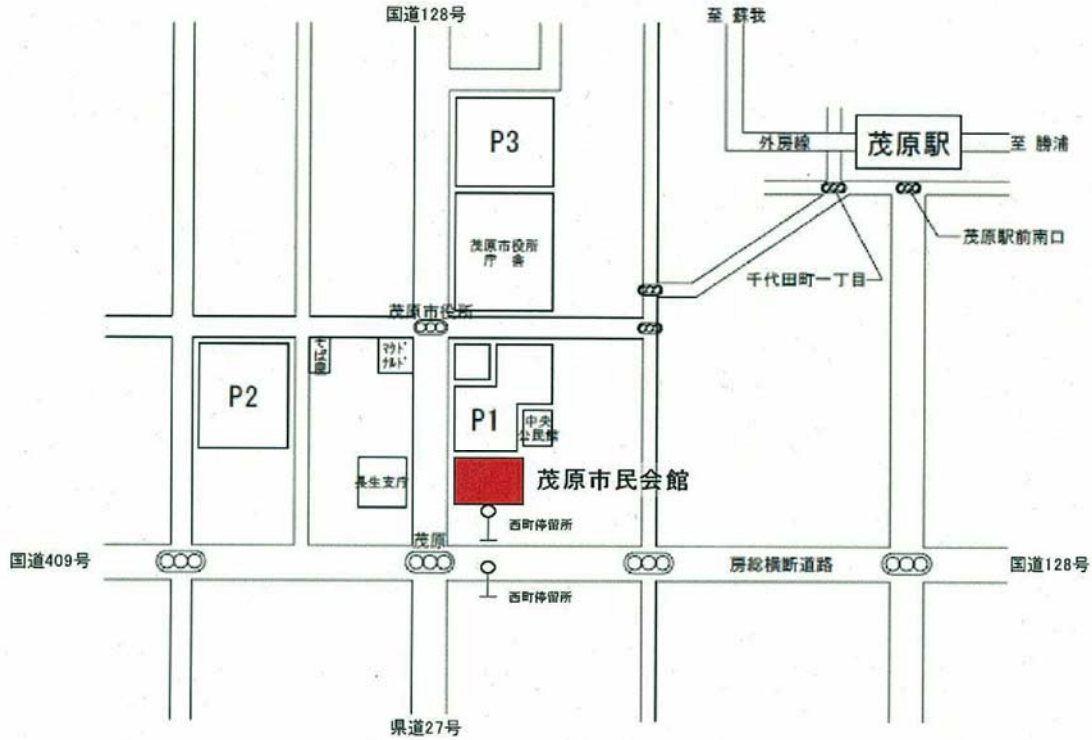 国道128号
至 蘇我
P3
外房線
茂原駅
至 勝浦
茂原市役所
庁 舎
茂原駅前南口
千代田町一丁目
茂原市役所
そば屋
マクド
ナルド
P2
P1
中央
公民館
長生支庁
茂原市民会館
西町停留所
茂原
国道409号
房総横断道路
国道128号
西町停留所
県道27号